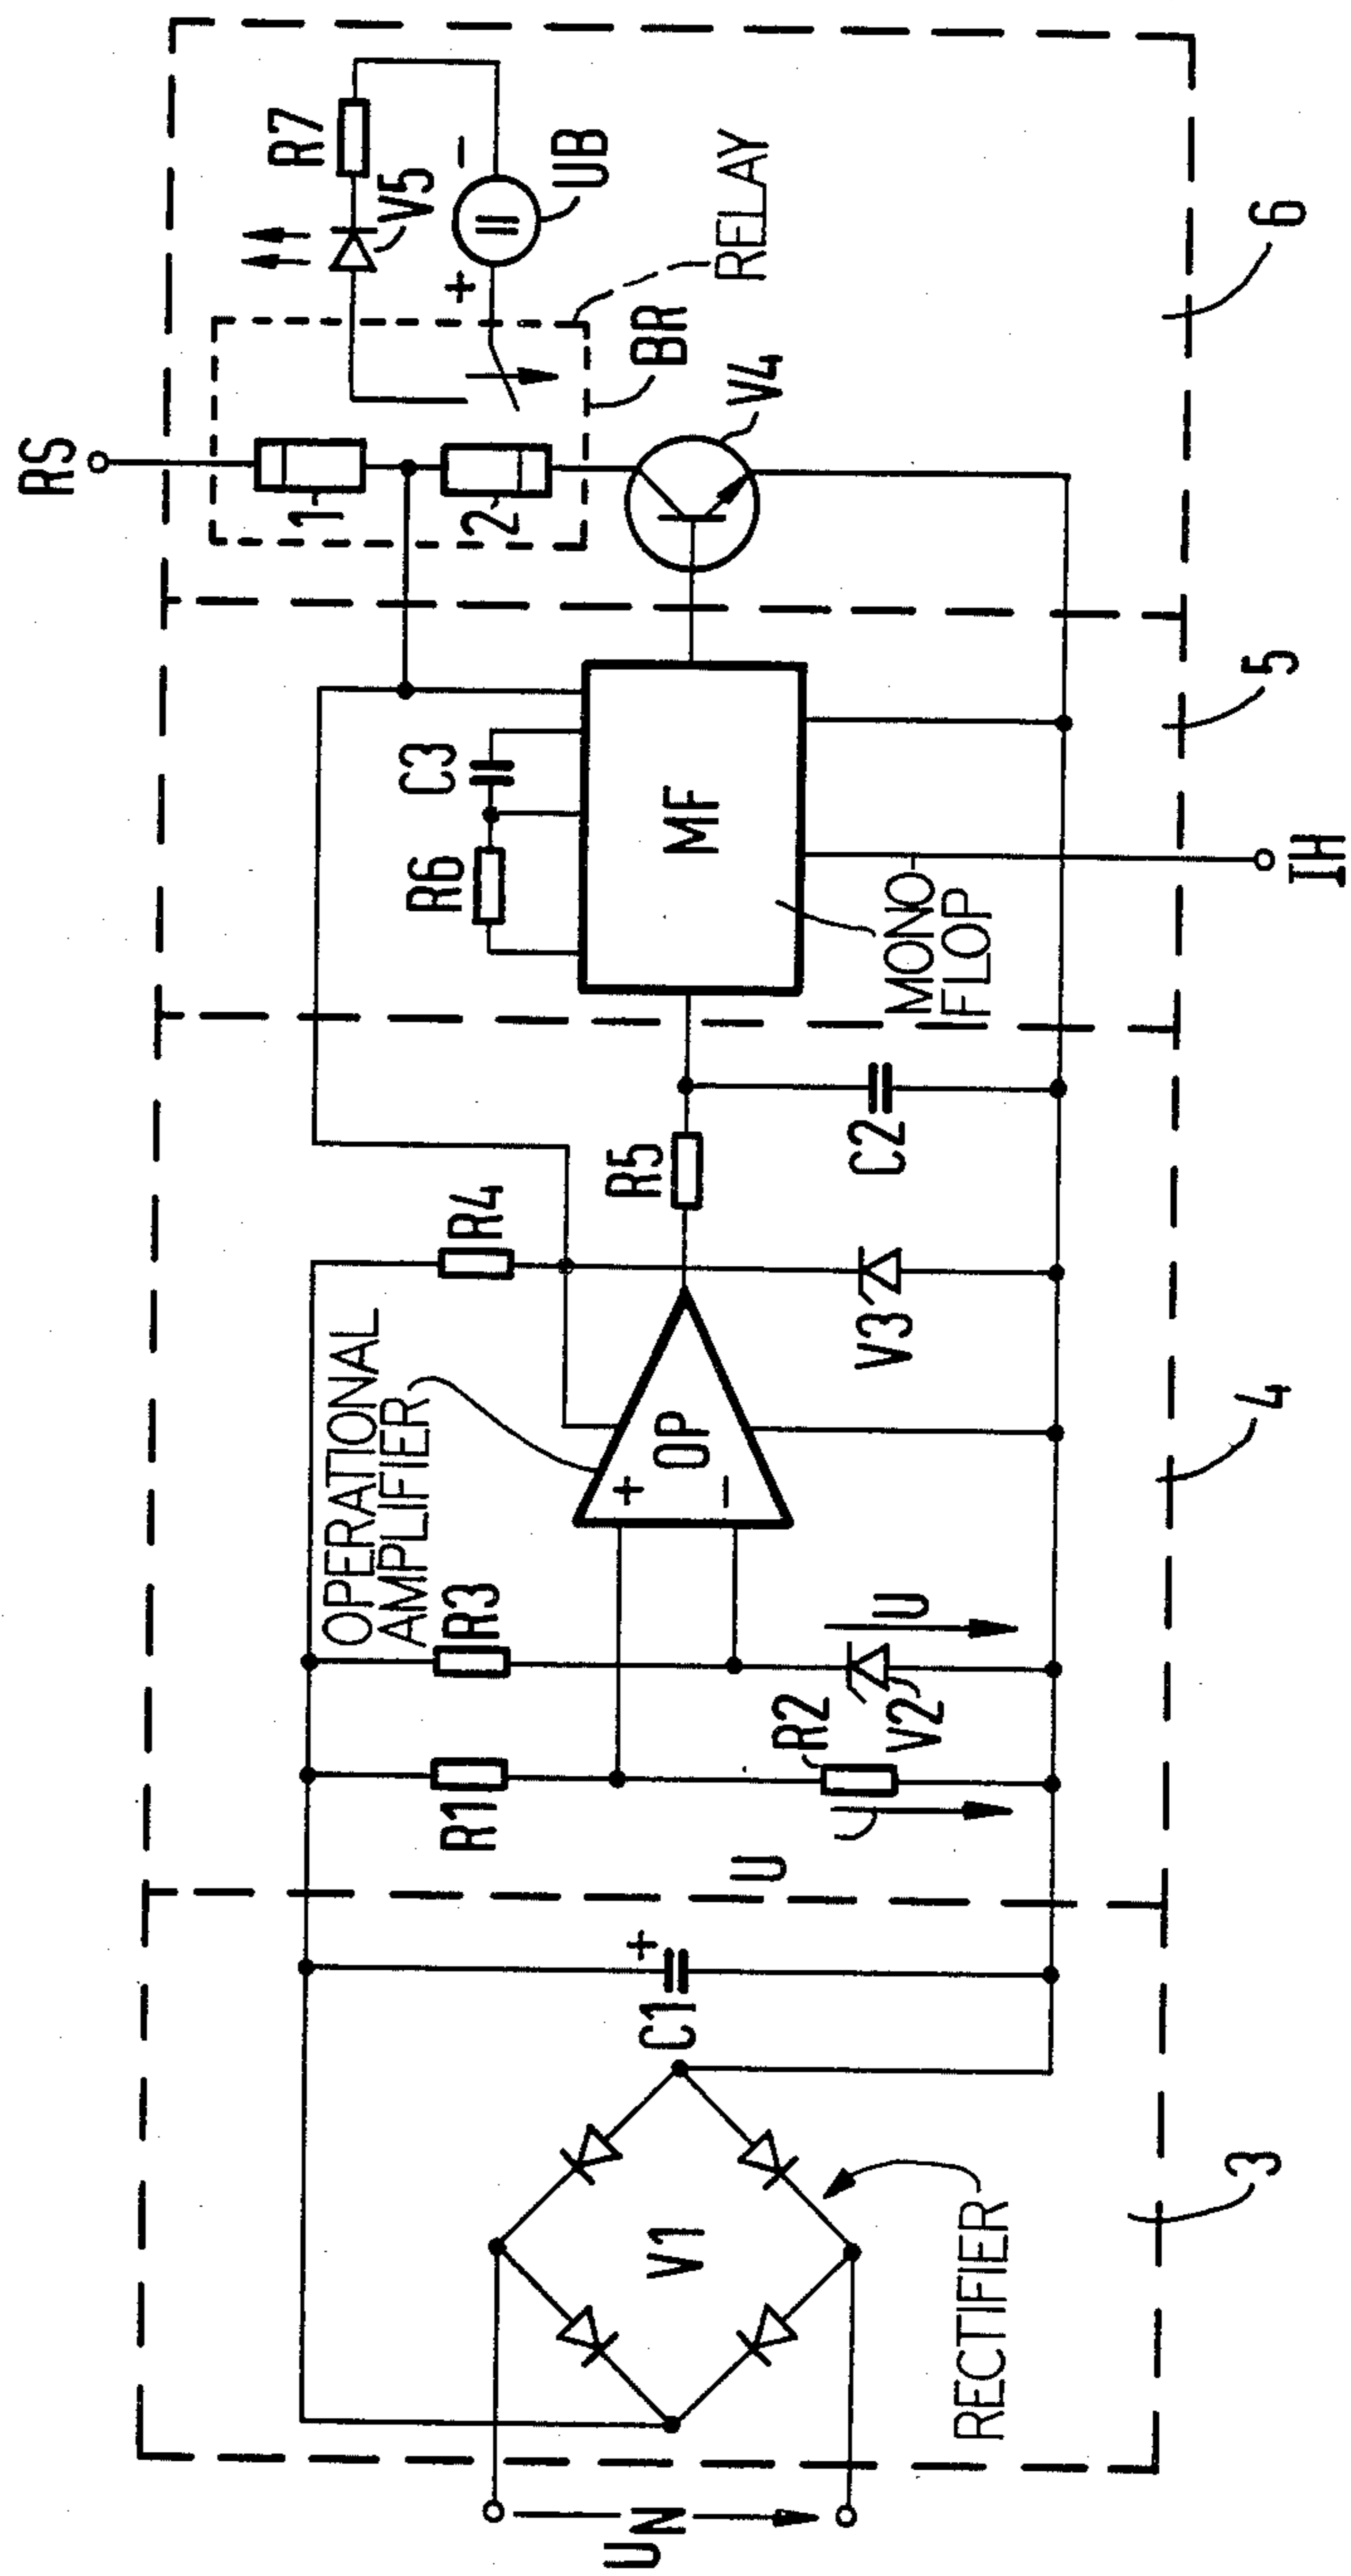 RS
R7
V5
−
UB
+
RELAY
BR
1
2
V4
6
C3
R6
MF
MONO
FLOP
5
IH
R4
R5
C2
V3
OPERATIONAL
AMPLIFIER
+
−
OP
4
R3
U
R1
R2
V2
U
+
C1
V1
RECTIFIER
3
UN